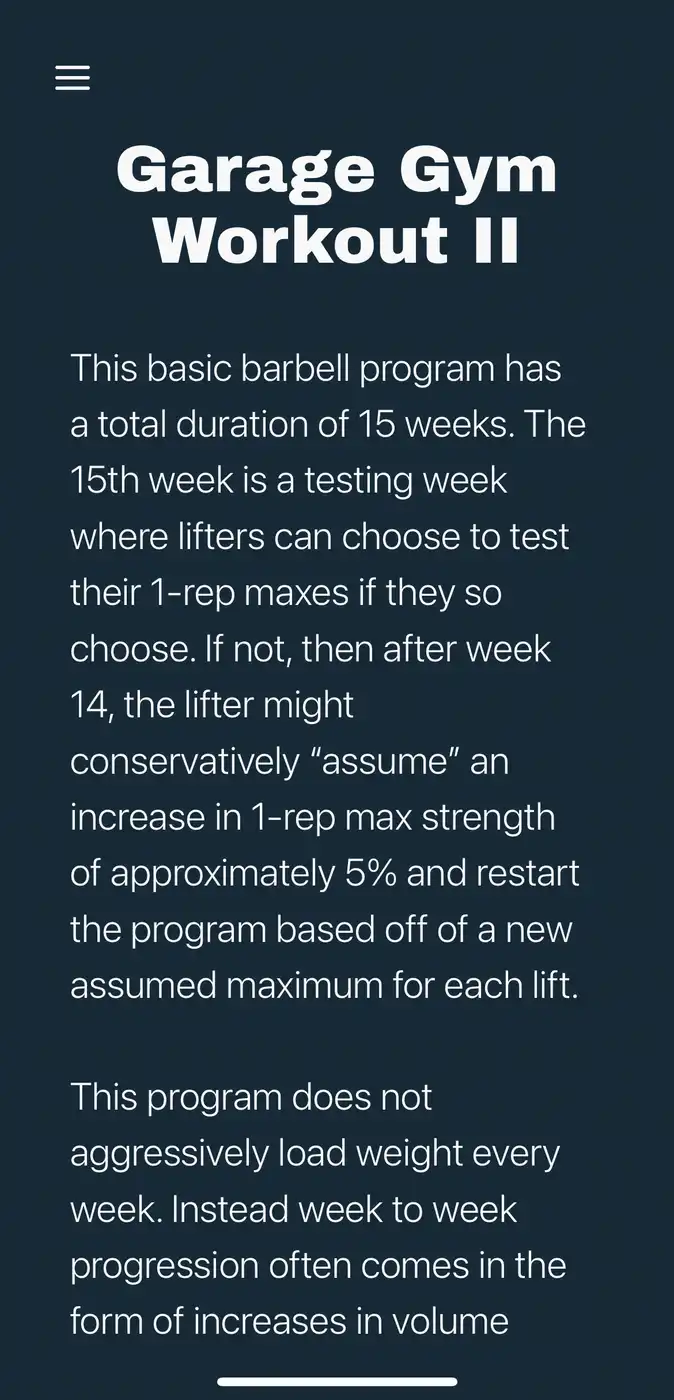 Garage Gym
Workout II
This basic barbell program has
a total duration of 15 weeks. The
15th week is a testing week
where lifters can choose to test
their 1-rep maxes if they so
choose. If not, then after week
14, the lifter might
conservatively “assume” an
increase in 1-rep max strength
of approximately 5% and restart
the program based off of a new
assumed maximum for each lift.
This program does not
aggressively load weight every
week. Instead week to week
progression often comes in the
form of increases in volume